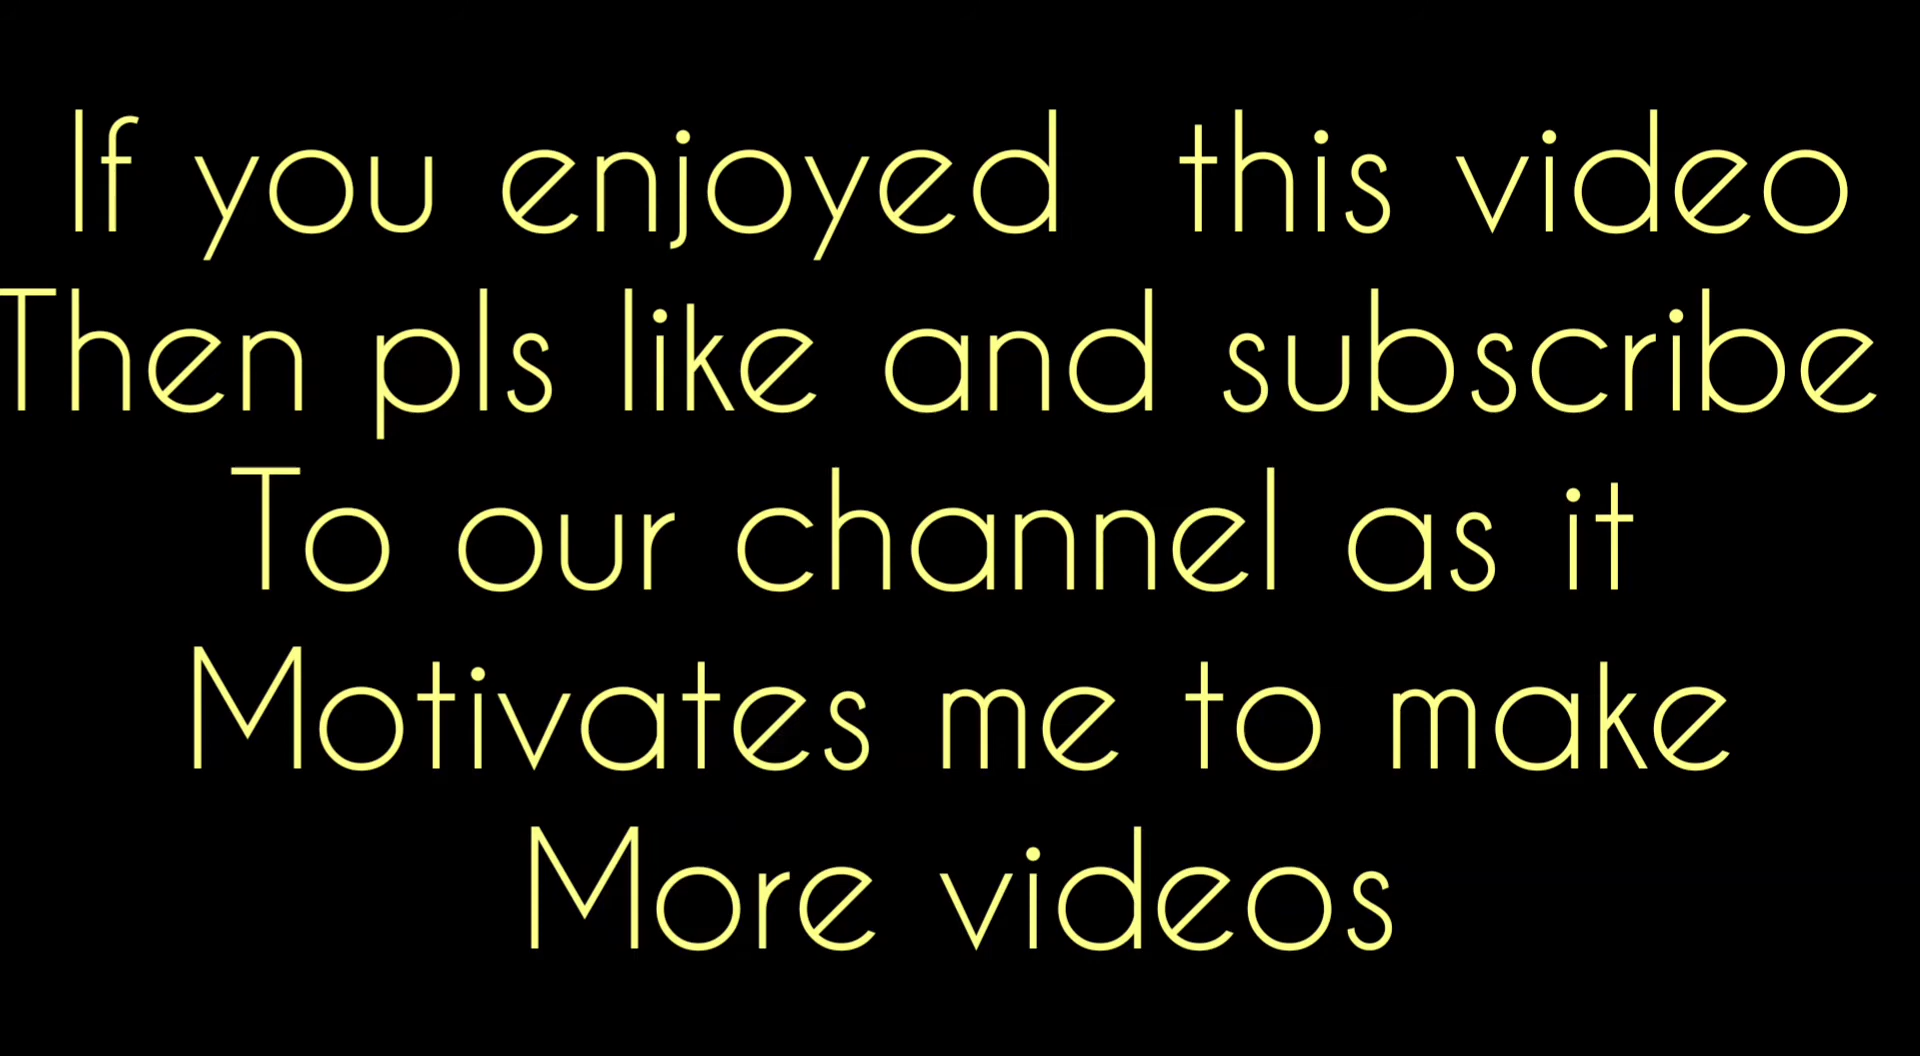 If you enjoyed  this video
Then pls like and subscribe
To our channel as it
Motivates me to make
More videos